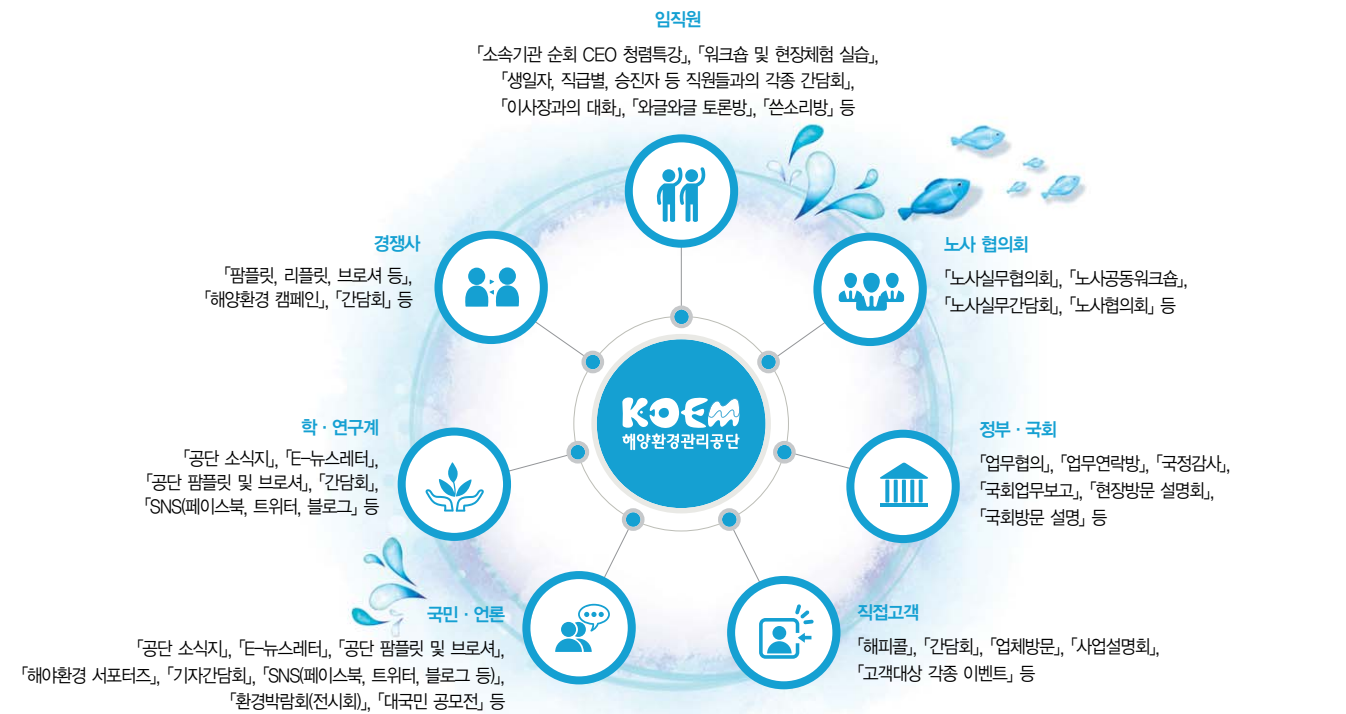 임직원
「소속기관 순회 CEO 청렴특강」, 「워크숍 및 현장체험 실습」,
「생일자, 직급별, 승진자 등 직원들과의 각종 간담회」,
「이사장과의 대화」, 「와글와글 토론방」, 「쓴소리방」 등
경쟁사
「팜플릿, 리플릿, 브로셔 등」,
「해양환경 캠페인」, 「간담회」 등
노사 협의회
「노사실무협의회」, 「노사공동워크숍」,
「노사실무간담회」, 「노사협의회」 등
KOEM
해양환경관리공단
학 · 연구계
「공단 소식지」, 「E-뉴스레터」,
「공단 팜플릿 및 브로셔」, 「간담회」,
「SNS(페이스북, 트위터, 블로그」 등
정부 · 국회
「업무협의」, 「업무연락방」, 「국정감사」,
「국회업무보고」, 「현장방문 설명회」,
「국회방문 설명」 등
국민 · 언론
「공단 소식지」, 「E-뉴스레터」, 「공단 팜플릿 및 브로셔」,
「해야환경 서포터즈」, 「기자간담회」, 「SNS(페이스북, 트위터, 블로그 등)」,
「환경박람회(전시회)」, 「대국민 공모전」 등
직접고객
「해피콜」, 「간담회」, 「업체방문」, 「사업설명회」,
「고객대상 각종 이벤트」 등